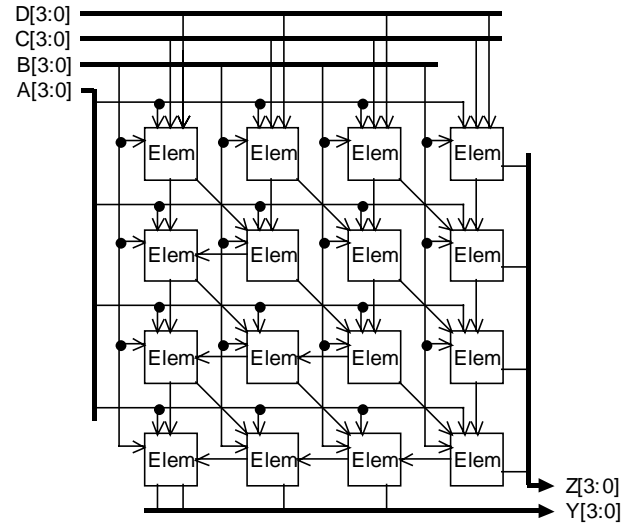 D[3:0]
C[3:0]
B[3:0]
A[3:0]
Elem Elem Elem Elem
Elem Elem Elem Elem
Elem Elem Elem Elem
Elem Elem Elem Elem
Z[3:0]
Y[3:0]